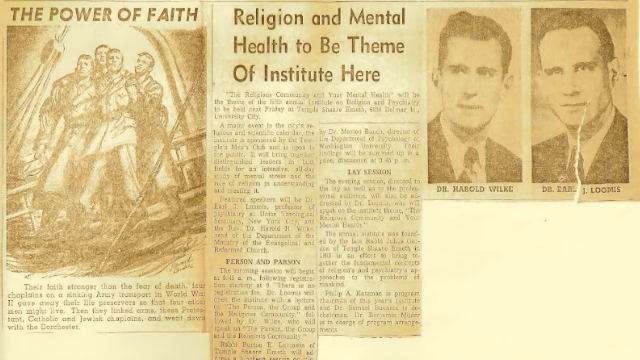 THE POWER OF FAITH
Their faith stronger than the fear of death, four
chaplains on a sinking Army transport in World War
II gave away their life preservers so that four other
men might live. Then they linked arms, these Protes-
tant, Catholic and Jewish chaplains, and went down
with the Dorchester.
Religion and Mental
Health to Be Theme
Of Institute Here
"The Religious Community and Your Mental Health" will be
the theme of the fifth annual Institute on Religion and Psychiatry
to be held next Friday at Temple Shaare Emeth,
University City.
A major event in the city's re-
ligious and scientific calendar, the
institute is sponsored by the Tem-
ple's Men's Club and is open to
the public. It will bring together
distinguished leaders in both
fields for an intensive, all-day
study of mental stress and the
role of religion in understanding
and treating it.
Featured speakers will be Dr.
Earl J. Loomis, professor of
psychiatry at Union Theological
Seminary, New York City, and
the Rev. Dr. Harold H. Wilke,
head of the Department of the
Ministry of the Evangelical and
Reformed Church.
PERSON AND PARSON
The morning session will begin
at a. m., following registra-
tion starting at 9. There is no
registration fee. Dr. Loomis will
open the institute with a lecture
on "The Person, the Group and
the Religious Community," fol-
lowed by Dr. Wilke, who will
speak on "The Parson, the Group
and the Religious Community."
Rabbi of
Temple Shaare Emeth will
by Dr. Marion Bunch, director of
the Department of Psychology at
Washington University. Their
findings will be summed up in a
panel discussion at 3:45 p. m.
LAY SESSION
The evening session, directed to
the lay as well as to the profes-
sional audience, will also be ad-
dressed by Dr. Loomis, who will
speak on the institute theme, "The
Religious Community and Your
Mental Health."
The annual institute was found-
ed by the late Rabbi Julius Gor-
don of Temple Shaare Emeth in
in an effort to bring to-
gether the fundamental concepts
of religion's and psychiatry's ap-
proach to the problems of
mankind.
Philip A. Katzman is program
chairman of this year's institute
and Dr. Samuel is co-
chairman. Dr. Benjamin Milder
is in charge of program arrange-
ments.
DR. HAROLD WILKE
DR. EARL J. LOOMIS